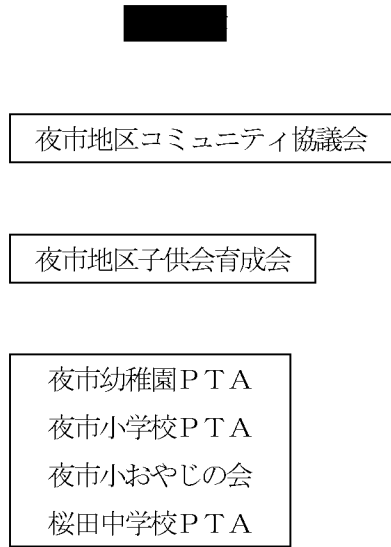 夜市地区コミュニティ協議会
夜市地区子供会育成会
夜市幼稚園ＰＴＡ
夜市小学校ＰＴＡ
夜市小おやじの会
桜田中学校ＰＴＡ